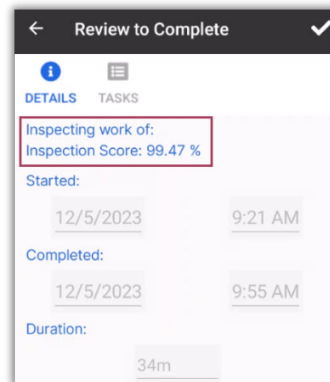 Review to Complete
DETAILS TASKS
Inspecting work of:
Inspection Score: 99.47 %
Started:
12/5/2023 9:21 AM
Completed:
12/5/2023 9:55 AM
Duration:
34m